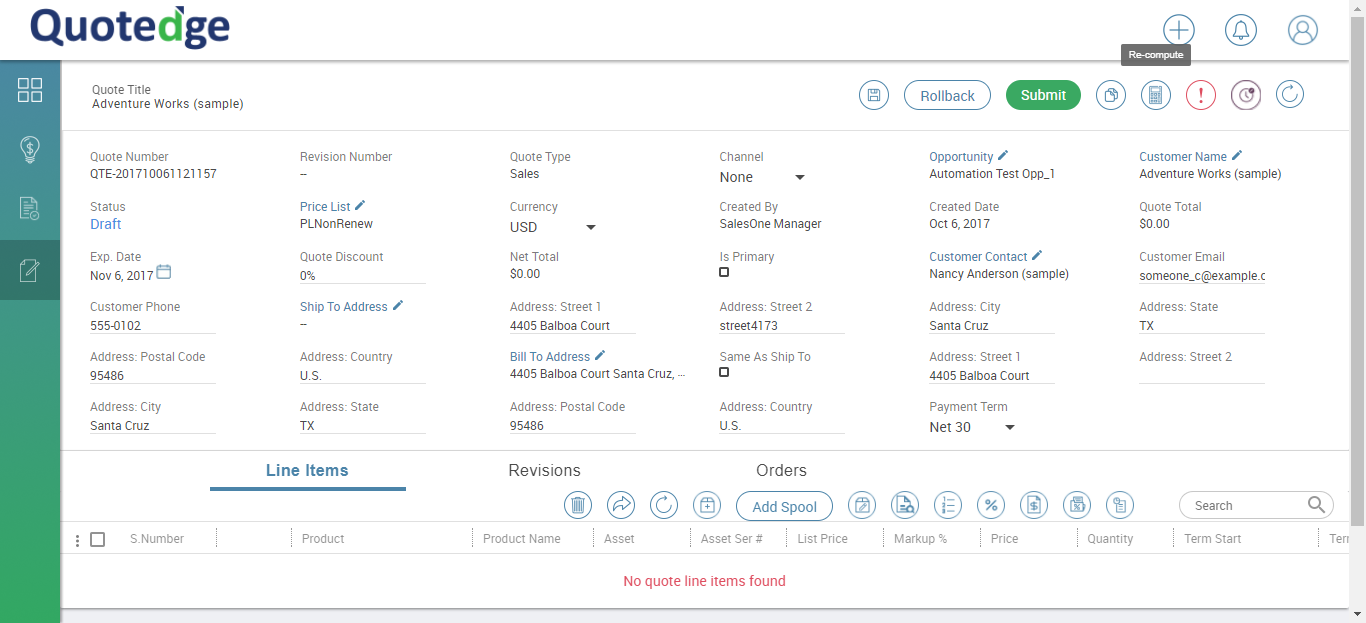 Quotedge
Re-compute
Quote Title
Adventure Works (sample)
Rollback
Submit
Quote Number
QTE-201710061121157
Revision Number
--
Quote Type
Sales
Channel
None
Opportunity
Automation Test Opp_1
Customer Name
Adventure Works (sample)
Status
Draft
Price List
PLNonRenew
Currency
USD
Created By
SalesOne Manager
Created Date
Oct 6, 2017
Quote Total
$0.00
Exp. Date
Nov 6, 2017
Quote Discount
0%
Net Total
$0.00
Is Primary
Customer Contact
Nancy Anderson (sample)
Customer Email
someone_c@example.c
Customer Phone
555-0102
Ship To Address
--
Address: Street 1
4405 Balboa Court
Address: Street 2
street4173
Address: City
Santa Cruz
Address: State
TX
Address: Postal Code
95486
Address: Country
U.S.
Bill To Address
4405 Balboa Court Santa Cruz, ...
Same As Ship To
Address: Street 1
4405 Balboa Court
Address: Street 2
Address: City
Santa Cruz
Address: State
TX
Address: Postal Code
95486
Address: Country
U.S.
Payment Term
Net 30
Line Items Revisions Orders
Add Spool
Search
S.Number Product Product Name Asset Asset Ser # List Price Markup % Price Quantity Term Start Terr
No quote line items found